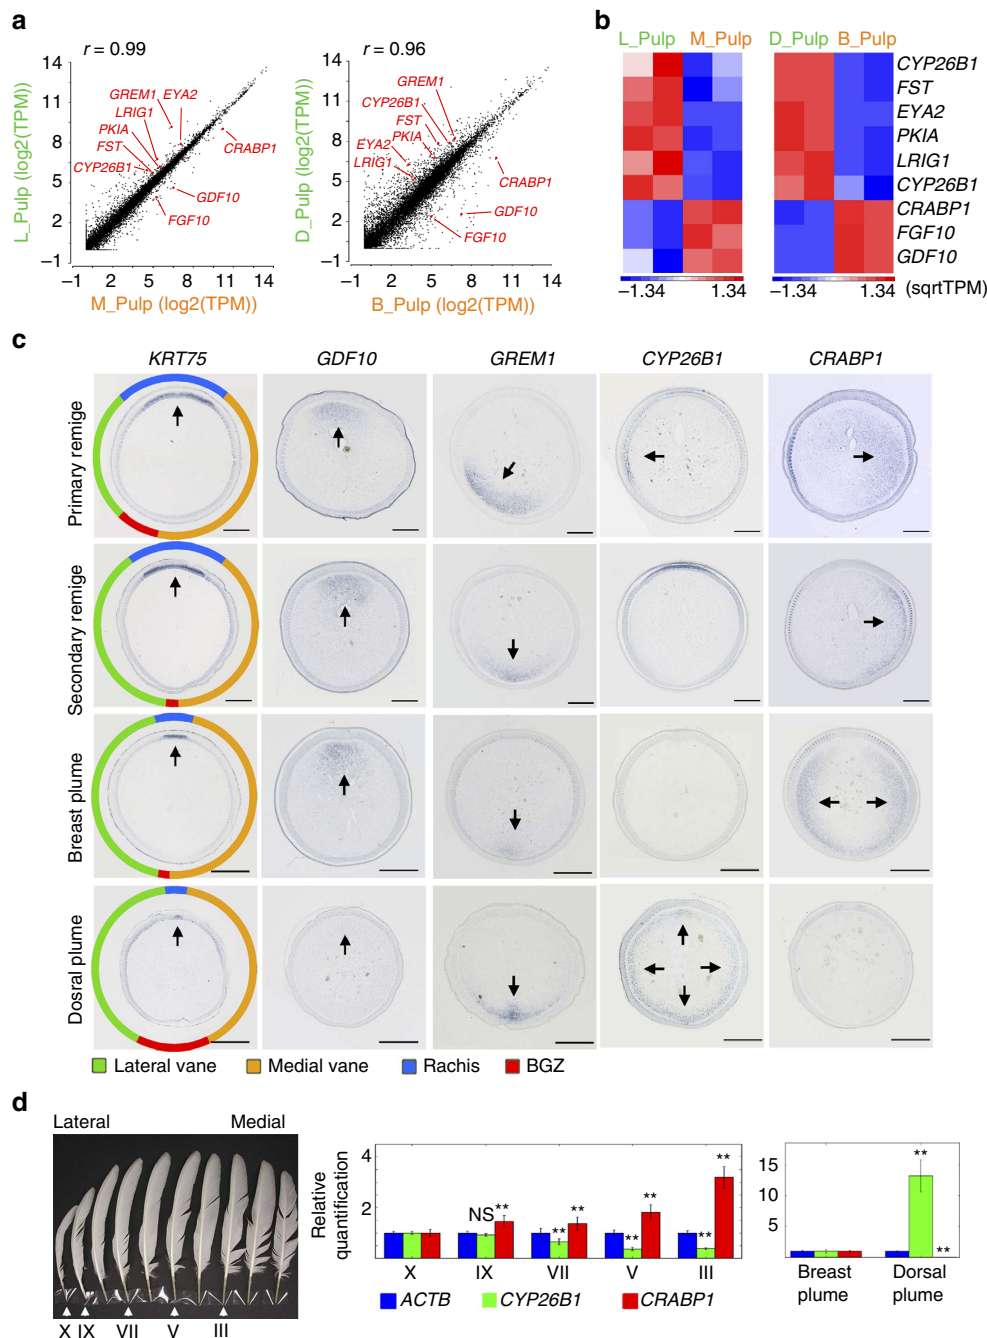 a
r = 0.99
r = 0.96
14
11
8
5
2
–1
L_Pulp (log2(TPM))
GREM1 EYA2
LRIG1
PKIA
FST
CYP26B1
CRABP1
GDF10
FGF10
–1 2 5 8 11 14
M_Pulp (log2(TPM))
14
11
8
5
2
–1
D_Pulp (log2(TPM))
GREM1
CYP26B1
FST
PKIA
EYA2
LRIG1
CRABP1
GDF10
FGF10
–1 2 5 8 11 14
B_Pulp (log2(TPM))
b
L_Pulp M_Pulp D_Pulp B_Pulp
CYP26B1
FST
EYA2
PKIA
LRIG1
CYP26B1
CRABP1
FGF10
GDF10
–1.34 1.34 –1.34 1.34 (sqrtTPM)
c
KRT75 GDF10 GREM1 CYP26B1 CRABP1
Primary remige
Secondary remige
Breast plume
Dosral plume
Lateral vane Medial vane Rachis BGZ
d
Lateral Medial
X IX VII V III
Relative
quantification
4
2
NS ** ** ** ** ** ** **
X IX VII V III
ACTB CYP26B1 CRABP1
15
10
5
** **
Breast
plume
Dorsal
plume